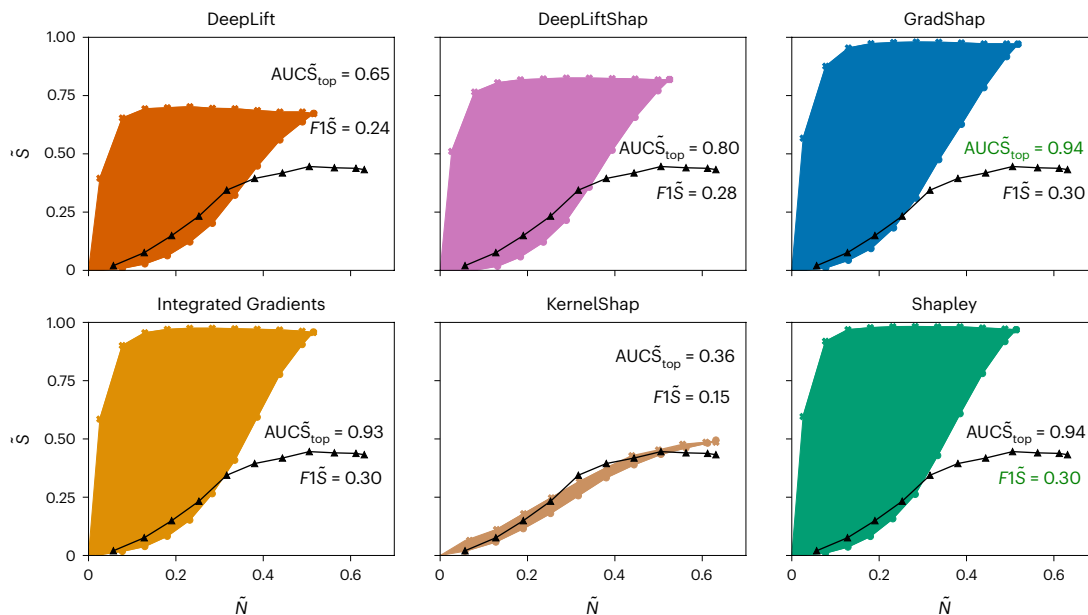 DeepLift
DeepLiftShap
GradShap
1.00
0.75
0.50
0.25
0
S̃
AUCS̃top = 0.65
F1S̃ = 0.24
AUCS̃top = 0.80
F1S̃ = 0.28
AUCS̃top = 0.94
F1S̃ = 0.30
Integrated Gradients
KernelShap
Shapley
1.00
0.75
0.50
0.25
0
S̃
AUCS̃top = 0.93
F1S̃ = 0.30
AUCS̃top = 0.36
F1S̃ = 0.15
AUCS̃top = 0.94
F1S̃ = 0.30
0 0.2 0.4 0.6
0 0.2 0.4 0.6
0 0.2 0.4 0.6
Ñ
Ñ
Ñ